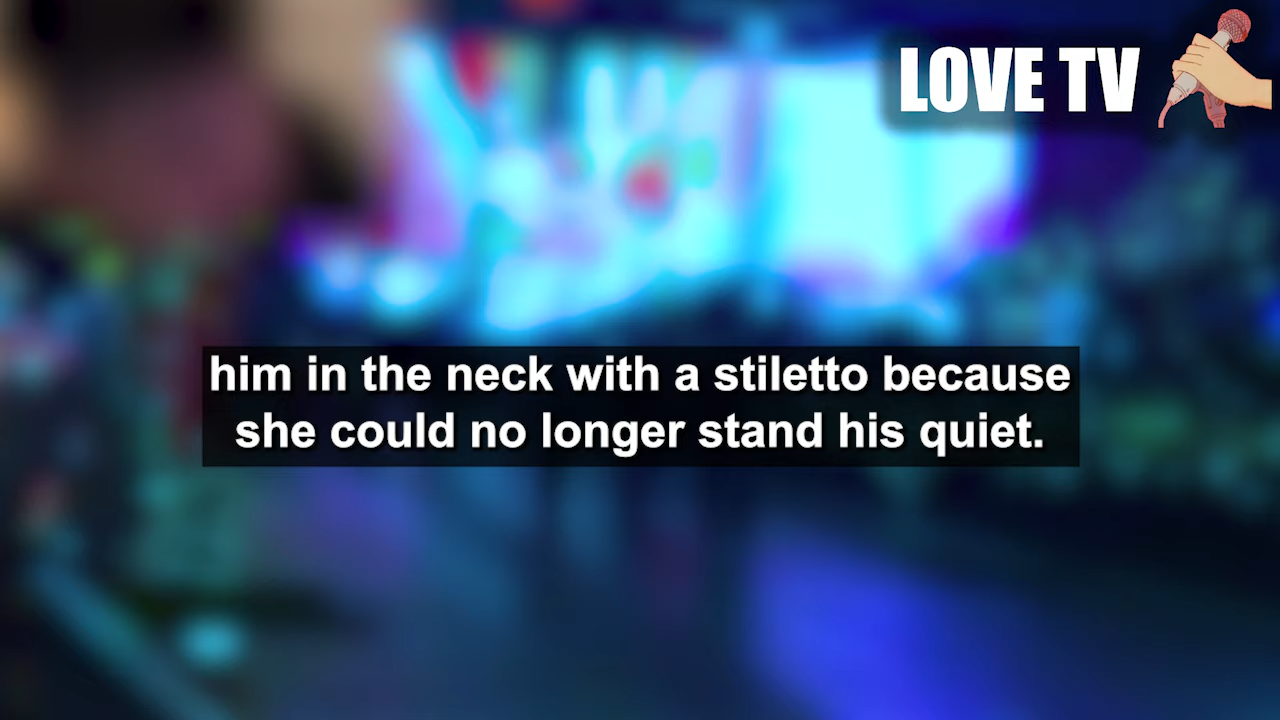 LOVE TV
him in the neck with a stiletto because
she could no longer stand his quiet.